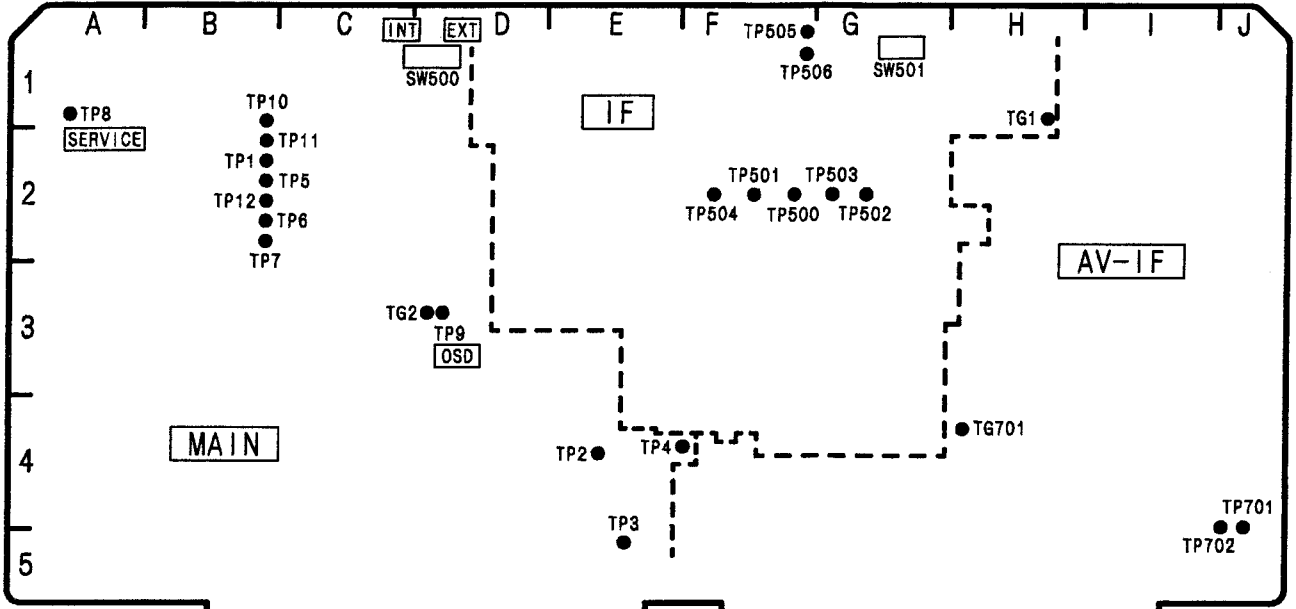 A B C D E F G H I J
INT EXT
SW500
TP505
TP506
SW501
1
TP8
SERVICE
TP10
IF
TG1
TP11
TP1
TP5
TP12
TP6
TP7
2
TP501 TP503
TP504 TP500 TP502
AV-IF
3
TG2
TP9
OSD
MAIN
TG701
4
TP2
TP4
TP3
TP701
TP702
5